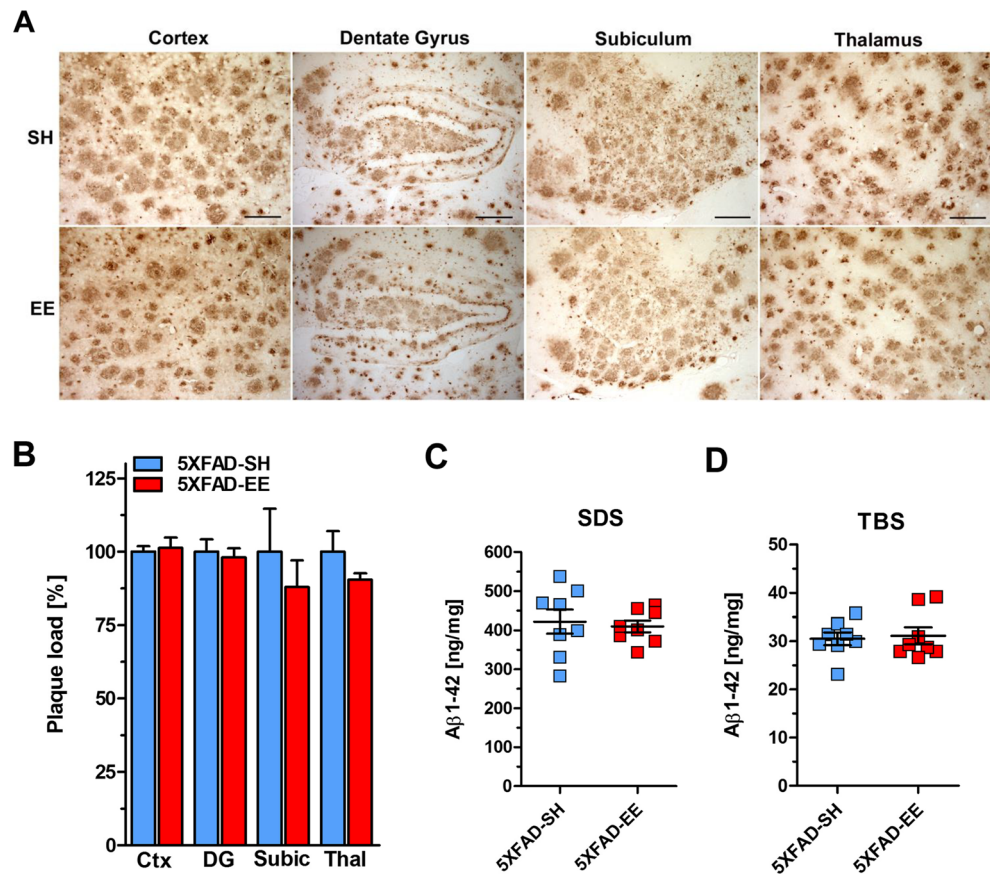 A
Cortex Dentate Gyrus Subiculum Thalamus
SH
EE
B
5XFAD-SH
5XFAD-EE
Plaque load [%]
125
100
75
50
25
0
Ctx DG Subic Thal
C
SDS
Aβ1-42 [ng/mg]
600
500
400
300
200
100
0
5XFAD-SH 5XFAD-EE
D
TBS
Aβ1-42 [ng/mg]
50
40
30
20
10
0
5XFAD-SH 5XFAD-EE